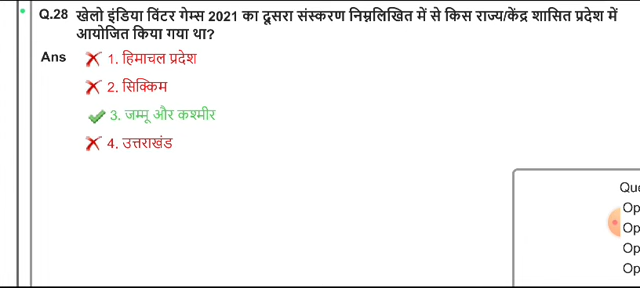 Q.28 खेलो इंडिया विंटर गेम्स 2021 का दूसरा संस्करण निम्नलिखित में से किस राज्य/केंद्र शासित प्रदेश में
आयोजित किया गया था?
Ans 1. हिमाचल प्रदेश
2. सिक्किम
3. जम्मू और कश्मीर
4. उत्तराखंड
Que
Op
Op
Op
Op